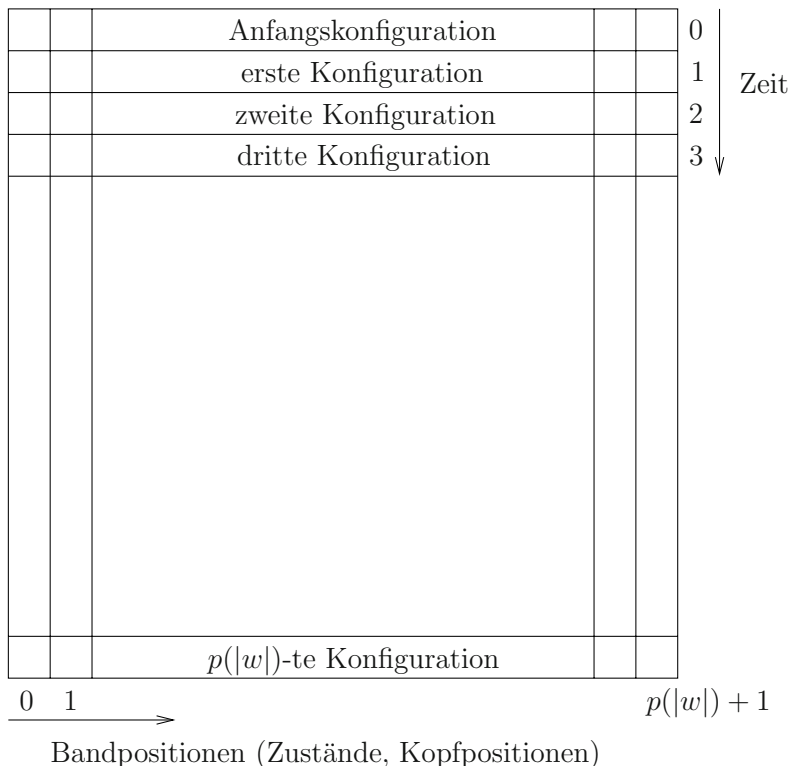 Anfangskonfiguration 0
erste Konfiguration 1
Zeit
zweite Konfiguration 2
dritte Konfiguration 3
p(|w|)-te Konfiguration
0 1 p(|w|) + 1
Bandpositionen (Zustände, Kopfpositionen)